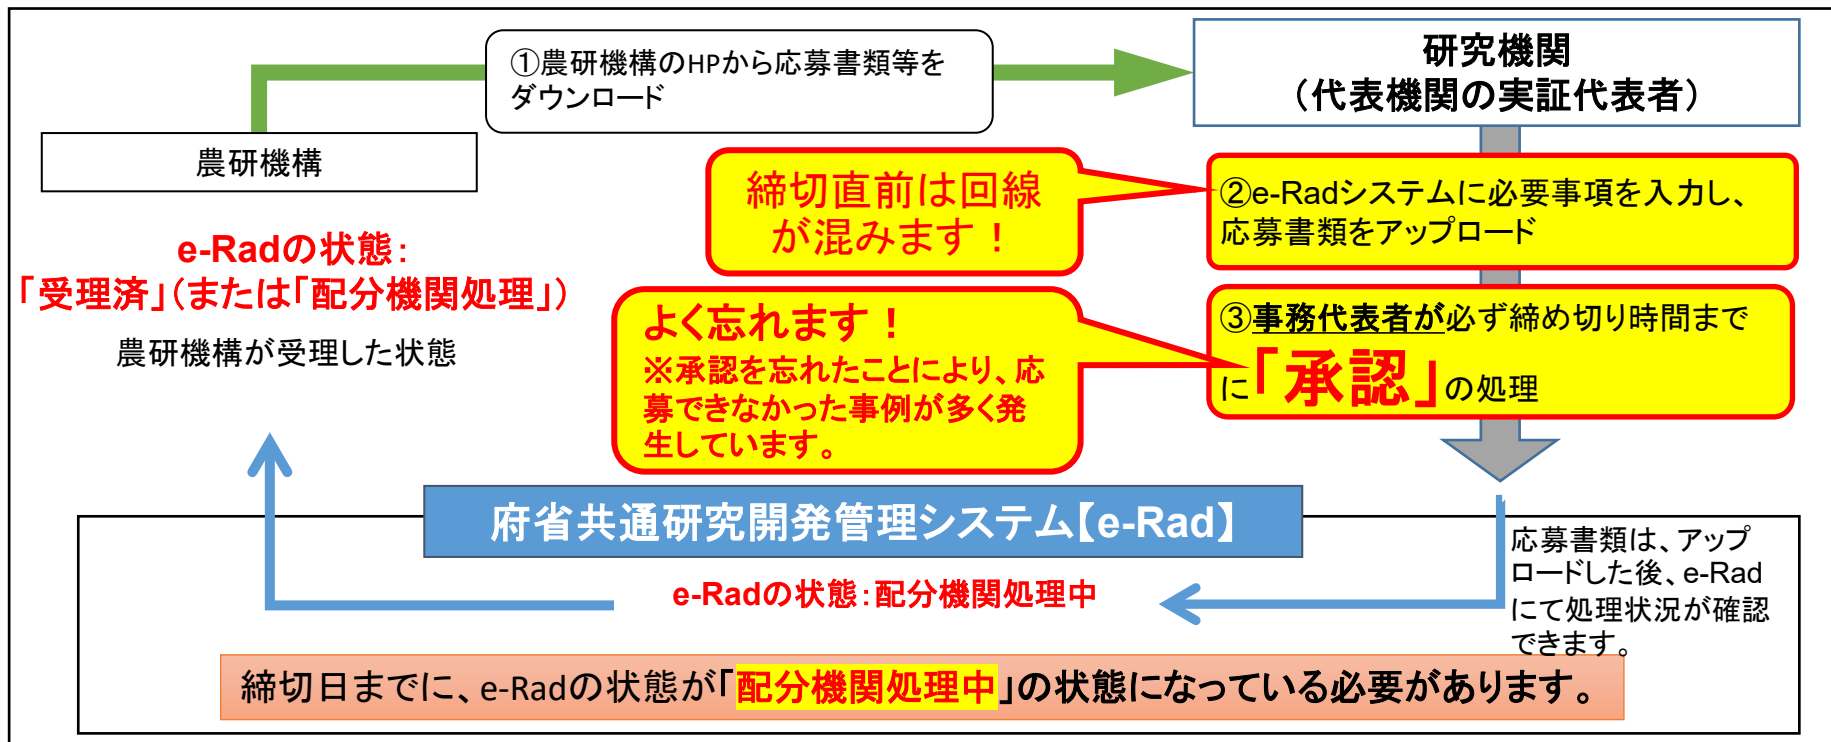 ①農研機構のHPから応募書類等を
ダウンロード
研究機関
（代表機関の実証代表者）
農研機構
締切直前は回線
が混みます！
②e-Radシステムに必要事項を入力し、
応募書類をアップロード
e-Radの状態：
「受理済」（または「配分機関処理」）
農研機構が受理した状態
よく忘れます！
※承認を忘れたことにより、応
募できなかった事例が多く発
生しています。
③事務代表者が必ず締め切り時間まで
に「承認」の処理
府省共通研究開発管理システム【e-Rad】
e-Radの状態：配分機関処理中
応募書類は、アップ
ロードした後、e-Rad
にて処理状況が確認
できます。
締切日までに、e-Radの状態が「配分機関処理中」の状態になっている必要があります。